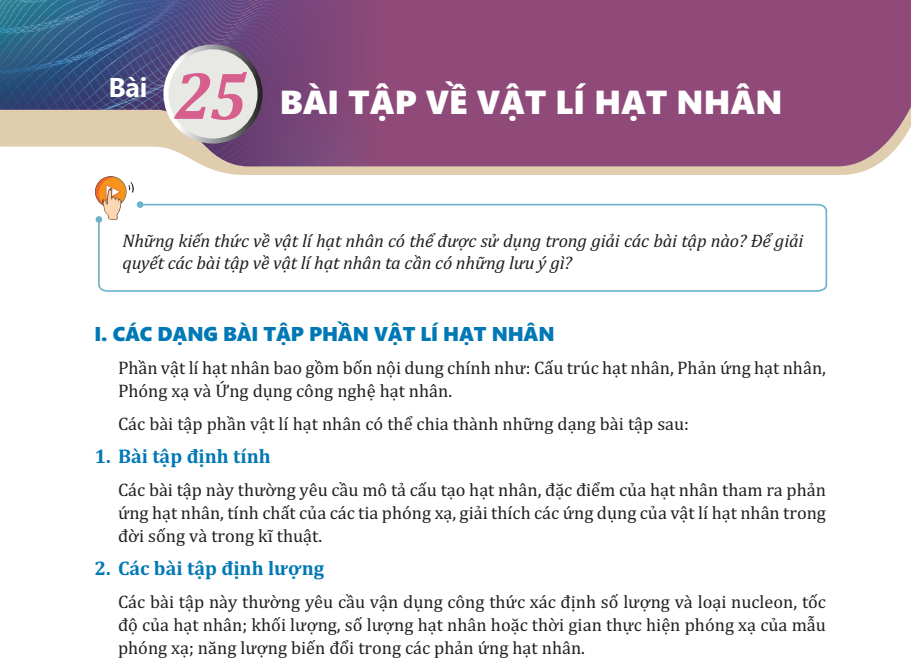 Bài
25
BÀI TẬP VỀ VẬT LÍ HẠT NHÂN
Những kiến thức về vật lí hạt nhân có thể được sử dụng trong giải các bài tập nào? Để giải
quyết các bài tập về vật lí hạt nhân ta cần có những lưu ý gì?
I. CÁC DẠNG BÀI TẬP PHẦN VẬT LÍ HẠT NHÂN
Phần vật lí hạt nhân bao gồm bốn nội dung chính như: Cấu trúc hạt nhân, Phản ứng hạt nhân,
Phóng xạ và Ứng dụng công nghệ hạt nhân.
Các bài tập phần vật lí hạt nhân có thể chia thành những dạng bài tập sau:
1. Bài tập định tính
Các bài tập này thường yêu cầu mô tả cấu tạo hạt nhân, đặc điểm của hạt nhân tham ra phản
ứng hạt nhân, tính chất của các tia phóng xạ, giải thích các ứng dụng của vật lí hạt nhân trong
đời sống và trong kĩ thuật.
2. Các bài tập định lượng
Các bài tập này thường yêu cầu vận dụng công thức xác định số lượng và loại nucleon, tốc
độ của hạt nhân; khối lượng, số lượng hạt nhân hoặc thời gian thực hiện phóng xạ của mẫu
phóng xạ; năng lượng biến đổi trong các phản ứng hạt nhân.